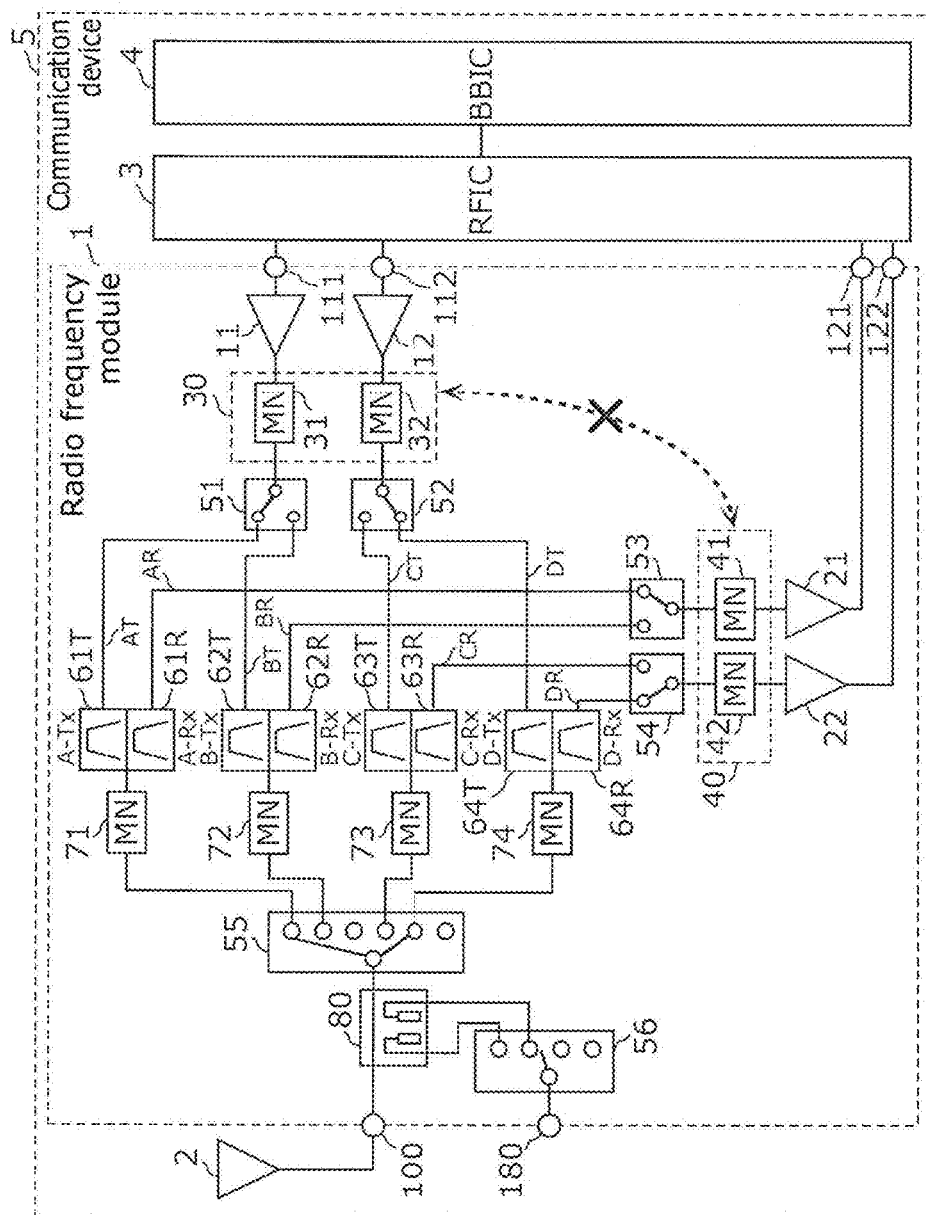 5
Communication device
1
Radio frequency module
3
RFIC
4
BBIC
111
112
11
12
30
MN
31
MN
32
51
52
AT
AR
BT
BR
CT
CR
DT
DR
61T
A-Tx
61R
A-Rx
62T
B-Tx
62R
B-Rx
63T
C-Tx
63R
C-Rx
64T
D-Tx
64R
D-Rx
71
MN
72
MN
73
MN
74
MN
53
54
40
MN
41
MN
42
21
22
121
122
55
80
56
2
100
180